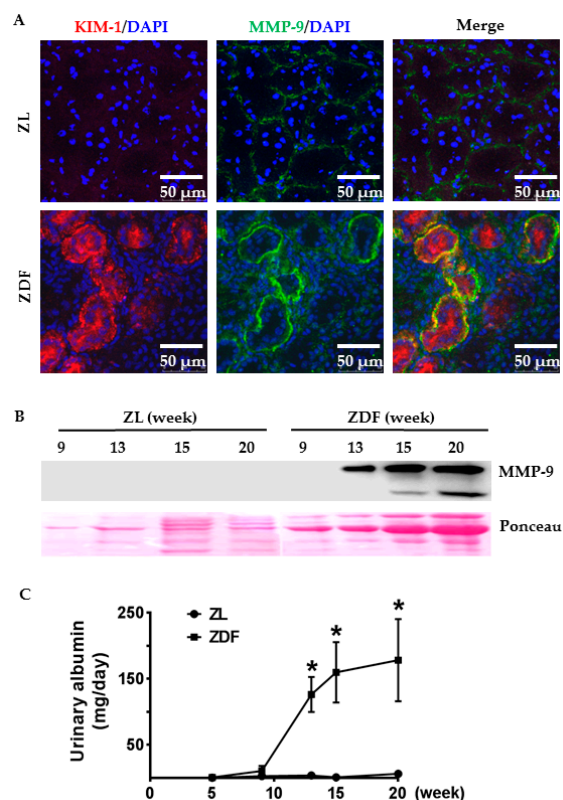 A
KIM-1/DAPI MMP-9/DAPI Merge
ZL
50 µm 50 µm 50 µm
ZDF
50 µm 50 µm 50 µm
B
ZL (week) ZDF (week)
9 13 15 20 9 13 15 20
MMP-9
Ponceau
C
250
150
50
Urinary albumin
(mg/day)
ZL
ZDF
* * *
0 5 10 15 20 (week)